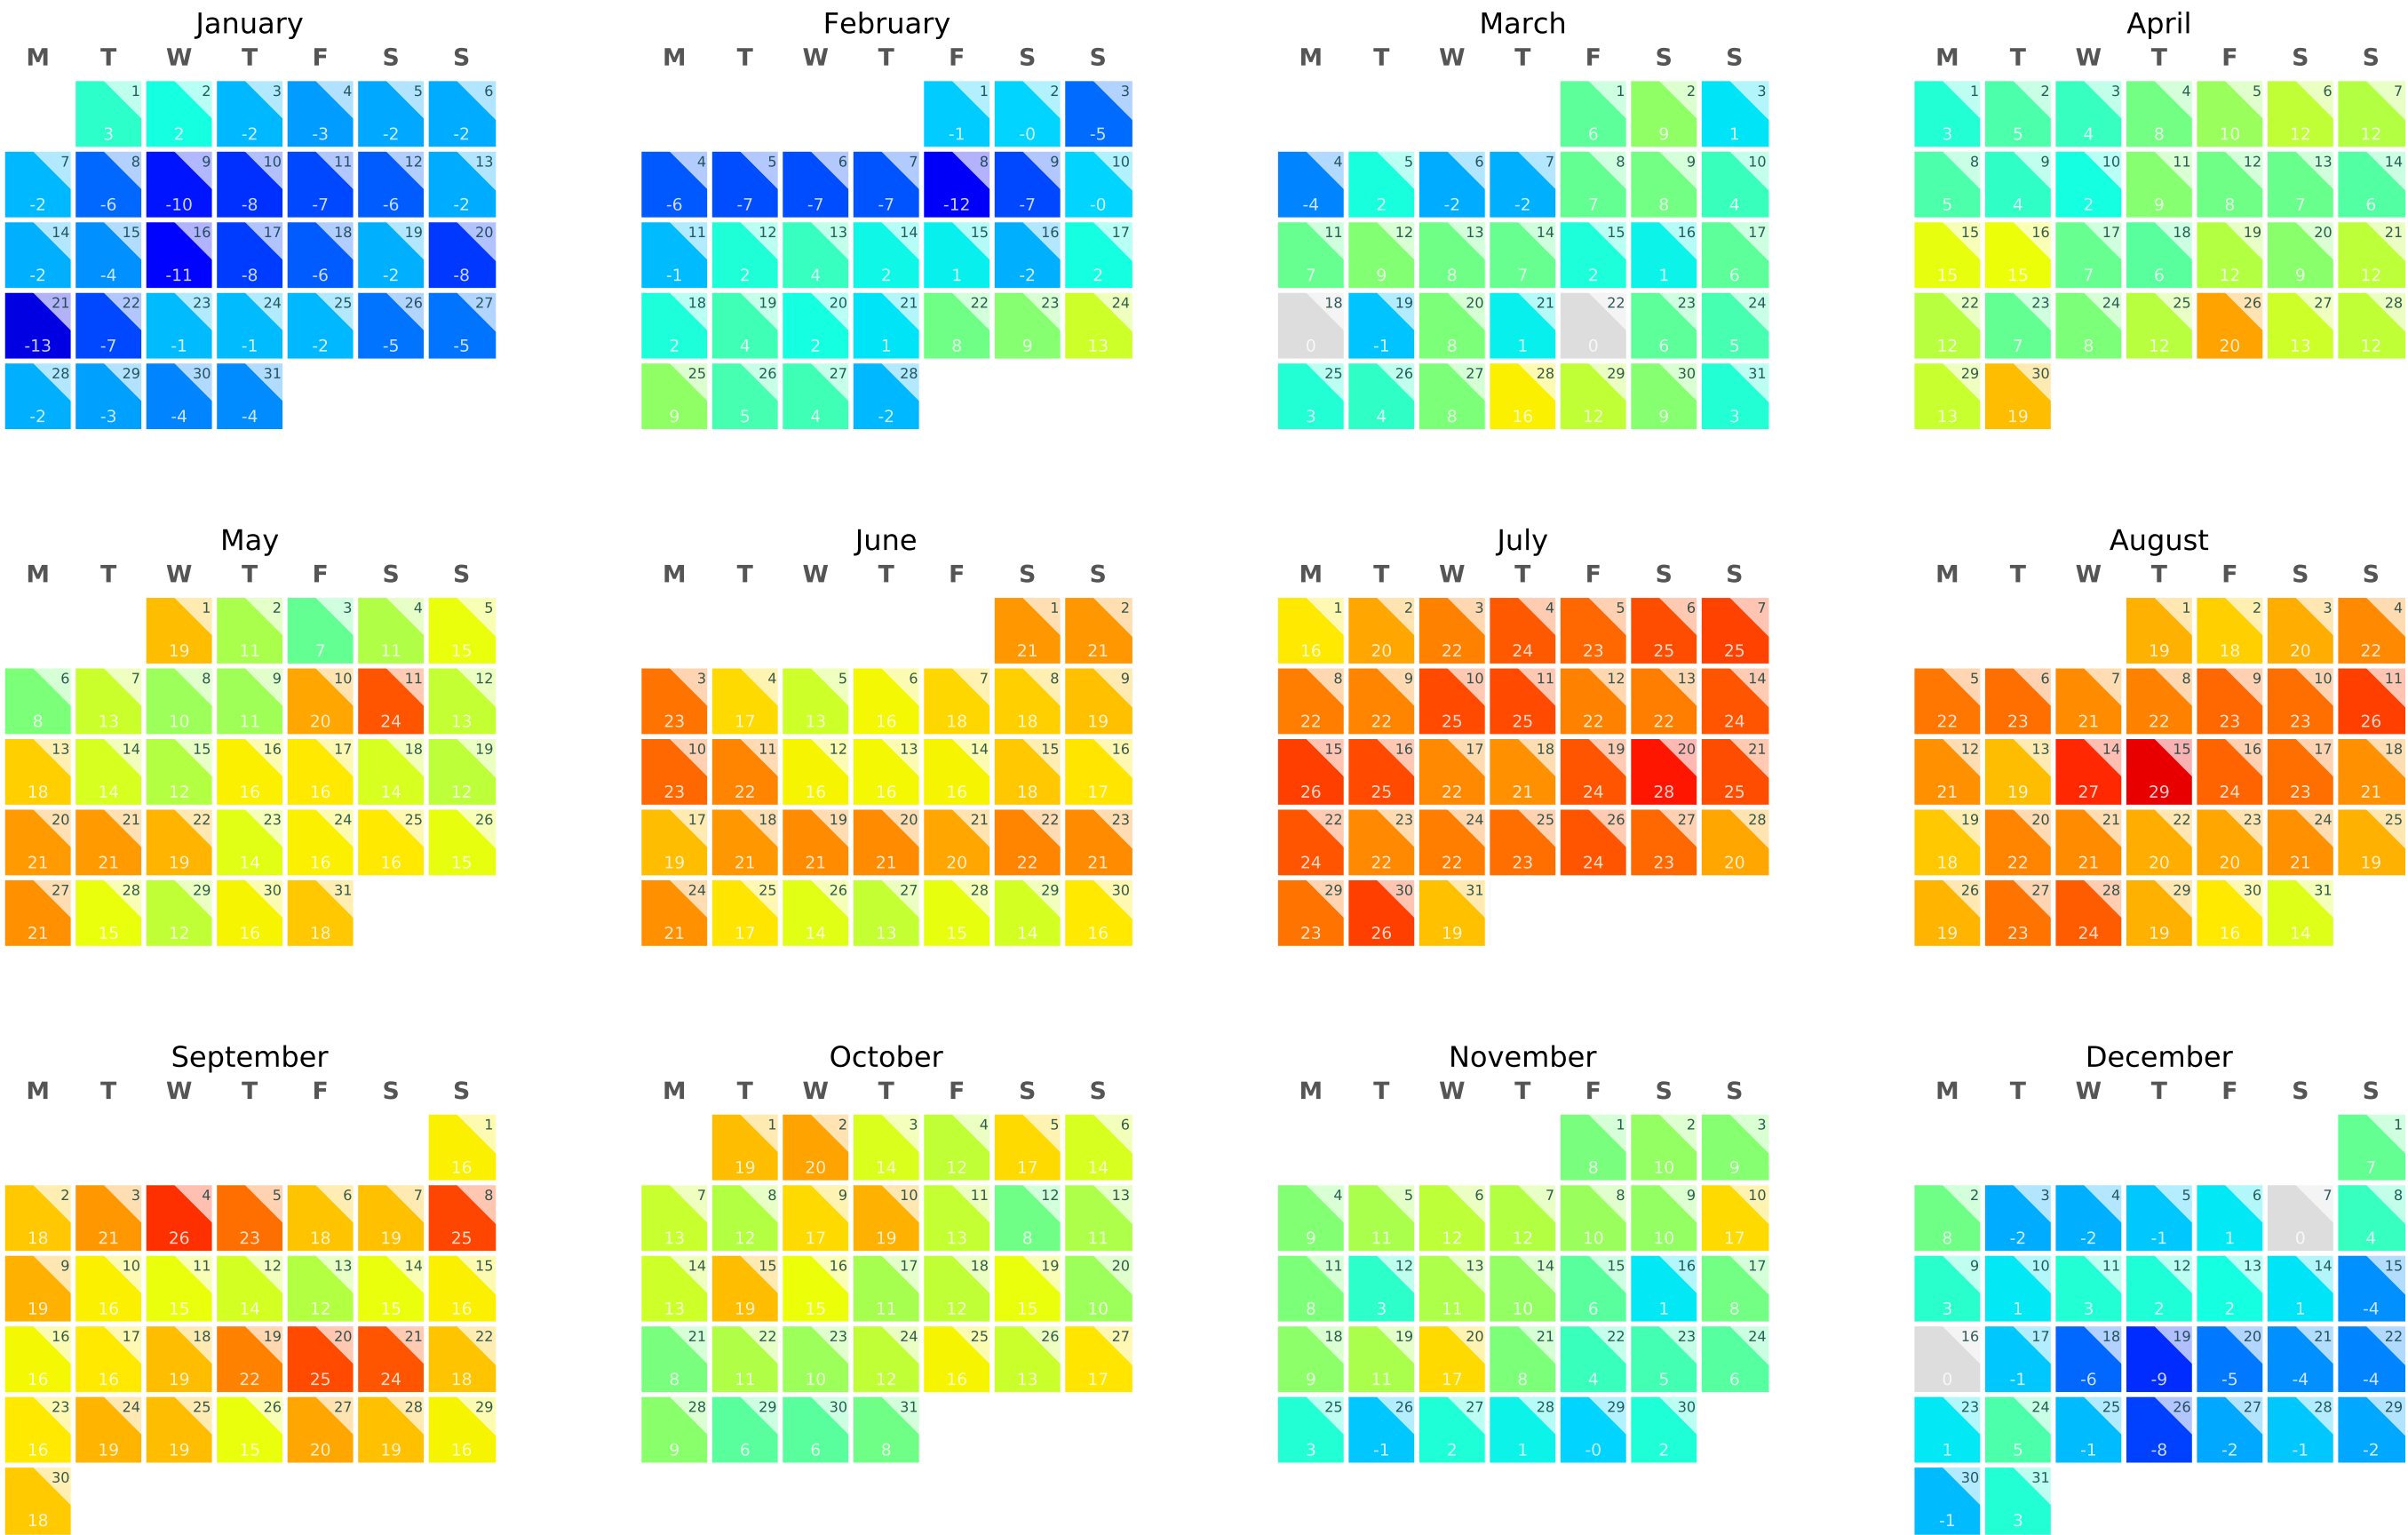 January February March April
M T W T F S S M T W T F S S M T W T F S S M T W T F S S
1 2 3 4 5 6 1 2 3 1 2 3 1 2 3 4 5 6 7
3 2 -2 -3 -2 -2 -1 -0 -5 6 9 1 3 5 4 8 10 12 12
7 8 9 10 11 12 13 4 5 6 7 8 9 10 4 5 6 7 8 9 10 8 9 10 11 12 13 14
-2 -6 -10 -8 -7 -6 -2 -6 -7 -7 -7 -12 -7 -0 -4 2 -2 -2 7 8 4 5 4 2 9 8 7 6
14 15 16 17 18 19 20 11 12 13 14 15 16 17 11 12 13 14 15 16 17 15 16 17 18 19 20 21
-2 -4 -11 -8 -6 -2 -8 -1 2 4 2 1 -2 2 7 9 8 7 2 1 6 15 15 7 6 12 9 12
21 22 23 24 25 26 27 18 19 20 21 22 23 24 18 19 20 21 22 23 24 22 23 24 25 26 27 28
-13 -7 -1 -1 -2 -5 -5 2 4 2 1 8 9 13 0 -1 8 1 0 6 5 12 7 8 12 20 13 12
28 29 30 31 25 26 27 28 25 26 27 28 29 30 31 29 30
-2 -3 -4 -4 9 5 4 -2 3 4 8 16 12 9 3 13 19
May June July August
M T W T F S S M T W T F S S M T W T F S S M T W T F S S
1 2 3 4 5 1 2 1 2 3 4 5 6 7 1 2 3 4
19 11 7 11 15 21 21 16 20 22 24 23 25 25 19 18 20 22
6 7 8 9 10 11 12 3 4 5 6 7 8 9 8 9 10 11 12 13 14 5 6 7 8 9 10 11
8 13 10 11 20 24 13 23 17 13 16 18 18 19 22 22 25 25 22 22 24 22 23 21 22 23 23 26
13 14 15 16 17 18 19 10 11 12 13 14 15 16 15 16 17 18 19 20 21 12 13 14 15 16 17 18
18 14 12 16 16 14 12 23 22 16 16 16 18 17 26 25 22 21 24 28 25 21 19 27 29 24 23 21
20 21 22 23 24 25 26 17 18 19 20 21 22 23 22 23 24 25 26 27 28 19 20 21 22 23 24 25
21 21 19 14 16 16 15 19 21 21 21 20 22 21 24 22 22 23 24 23 20 18 22 21 20 20 21 19
27 28 29 30 31 24 25 26 27 28 29 30 29 30 31 26 27 28 29 30 31
21 15 12 16 18 21 17 14 13 15 14 16 23 26 19 19 23 24 19 16 14
September October November December
M T W T F S S M T W T F S S M T W T F S S M T W T F S S
1 1 2 3 4 5 6 1 2 3 1
16 19 20 14 12 17 14 8 10 9 7
2 3 4 5 6 7 8 7 8 9 10 11 12 13 4 5 6 7 8 9 10 2 3 4 5 6 7 8
18 21 26 23 18 19 25 13 12 17 19 13 8 11 9 11 12 12 10 10 17 8 -2 -2 -1 1 0 4
9 10 11 12 13 14 15 14 15 16 17 18 19 20 11 12 13 14 15 16 17 9 10 11 12 13 14 15
19 16 15 14 12 15 16 13 19 15 11 12 15 10 8 3 11 10 6 1 8 3 1 3 2 2 1 -4
16 17 18 19 20 21 22 21 22 23 24 25 26 27 18 19 20 21 22 23 24 16 17 18 19 20 21 22
16 16 19 22 25 24 18 8 11 10 12 16 13 17 9 11 17 8 4 5 6 0 -1 -6 -9 -5 -4 -4
23 24 25 26 27 28 29 28 29 30 31 25 26 27 28 29 30 23 24 25 26 27 28 29
16 19 19 15 20 19 16 9 6 6 8 3 -1 2 1 -0 2 1 5 -1 -8 -2 -1 -2
30 30 31
18 -1 3